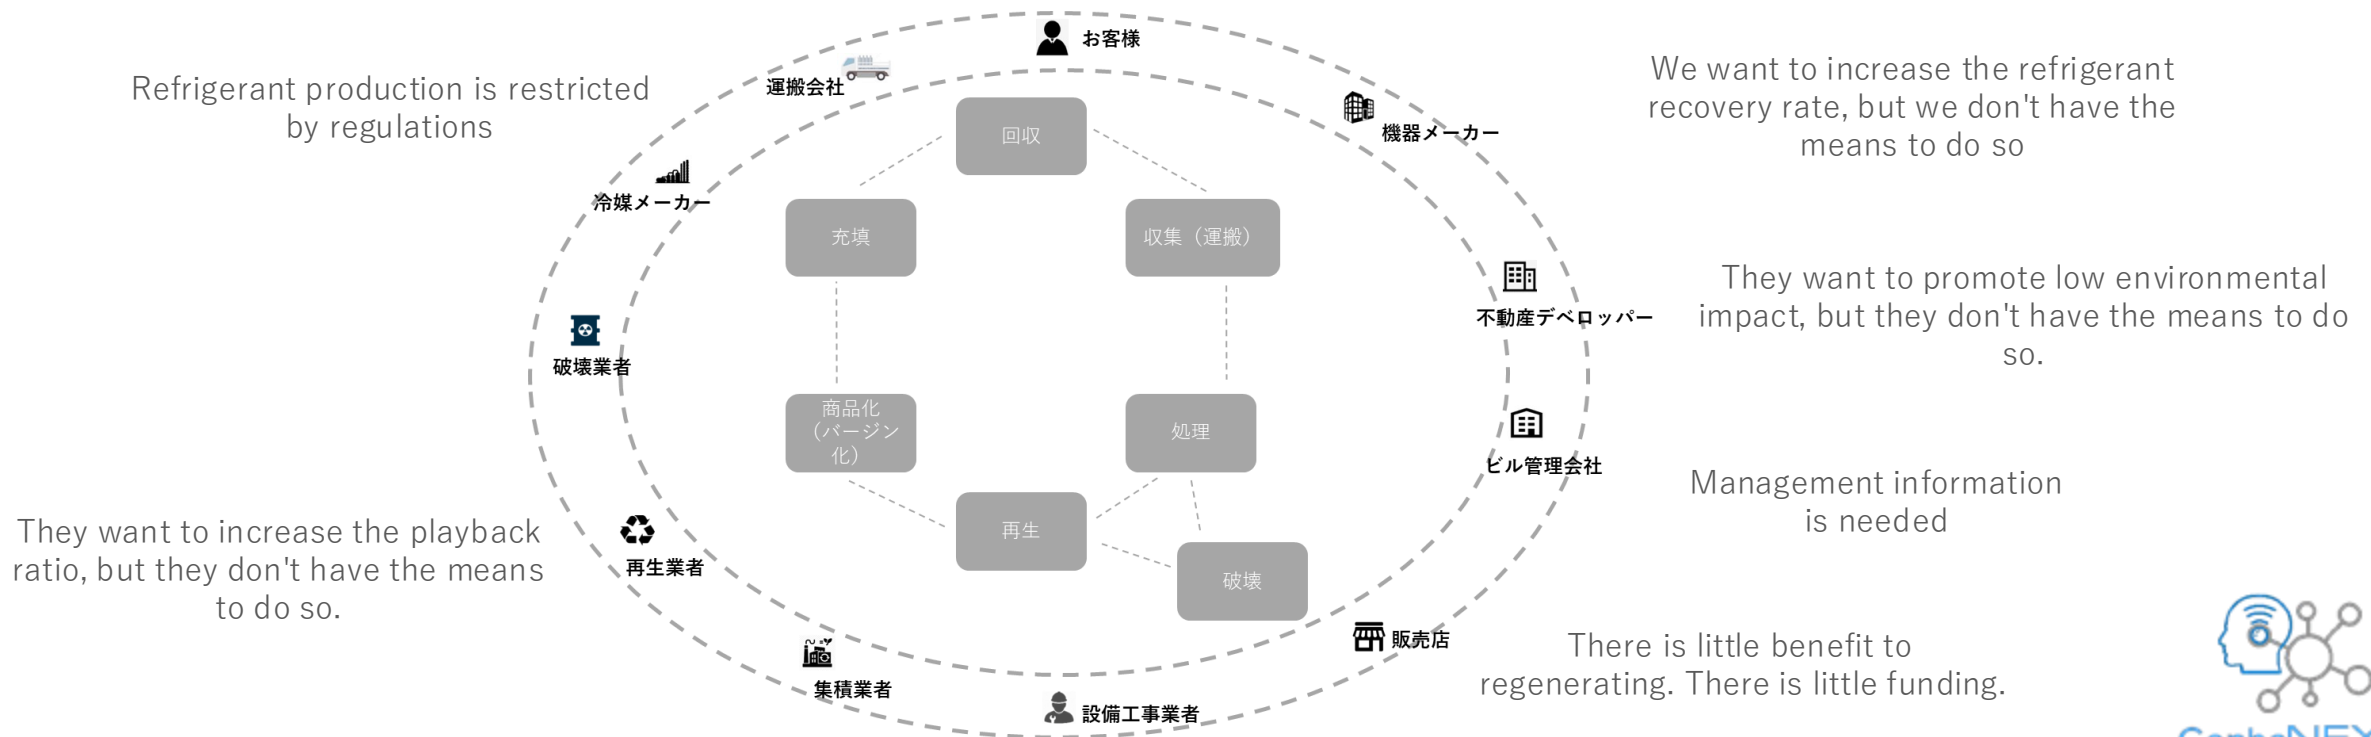 お客様
運搬会社
Refrigerant production is restricted
by regulations
We want to increase the refrigerant
recovery rate, but we don't have the
means to do so
機器メーカー
回収
冷媒メーカー
充填
収集（運搬）
They want to promote low environmental
impact, but they don't have the means to do
so.
不動産デベロッパー
破壊業者
商品化
（バージン
化）
処理
ビル管理会社
Management information
is needed
They want to increase the playback
ratio, but they don't have the means
to do so.
再生業者
再生
破壊
販売店
There is little benefit to
regenerating. There is little funding.
集積業者
設備工事業者